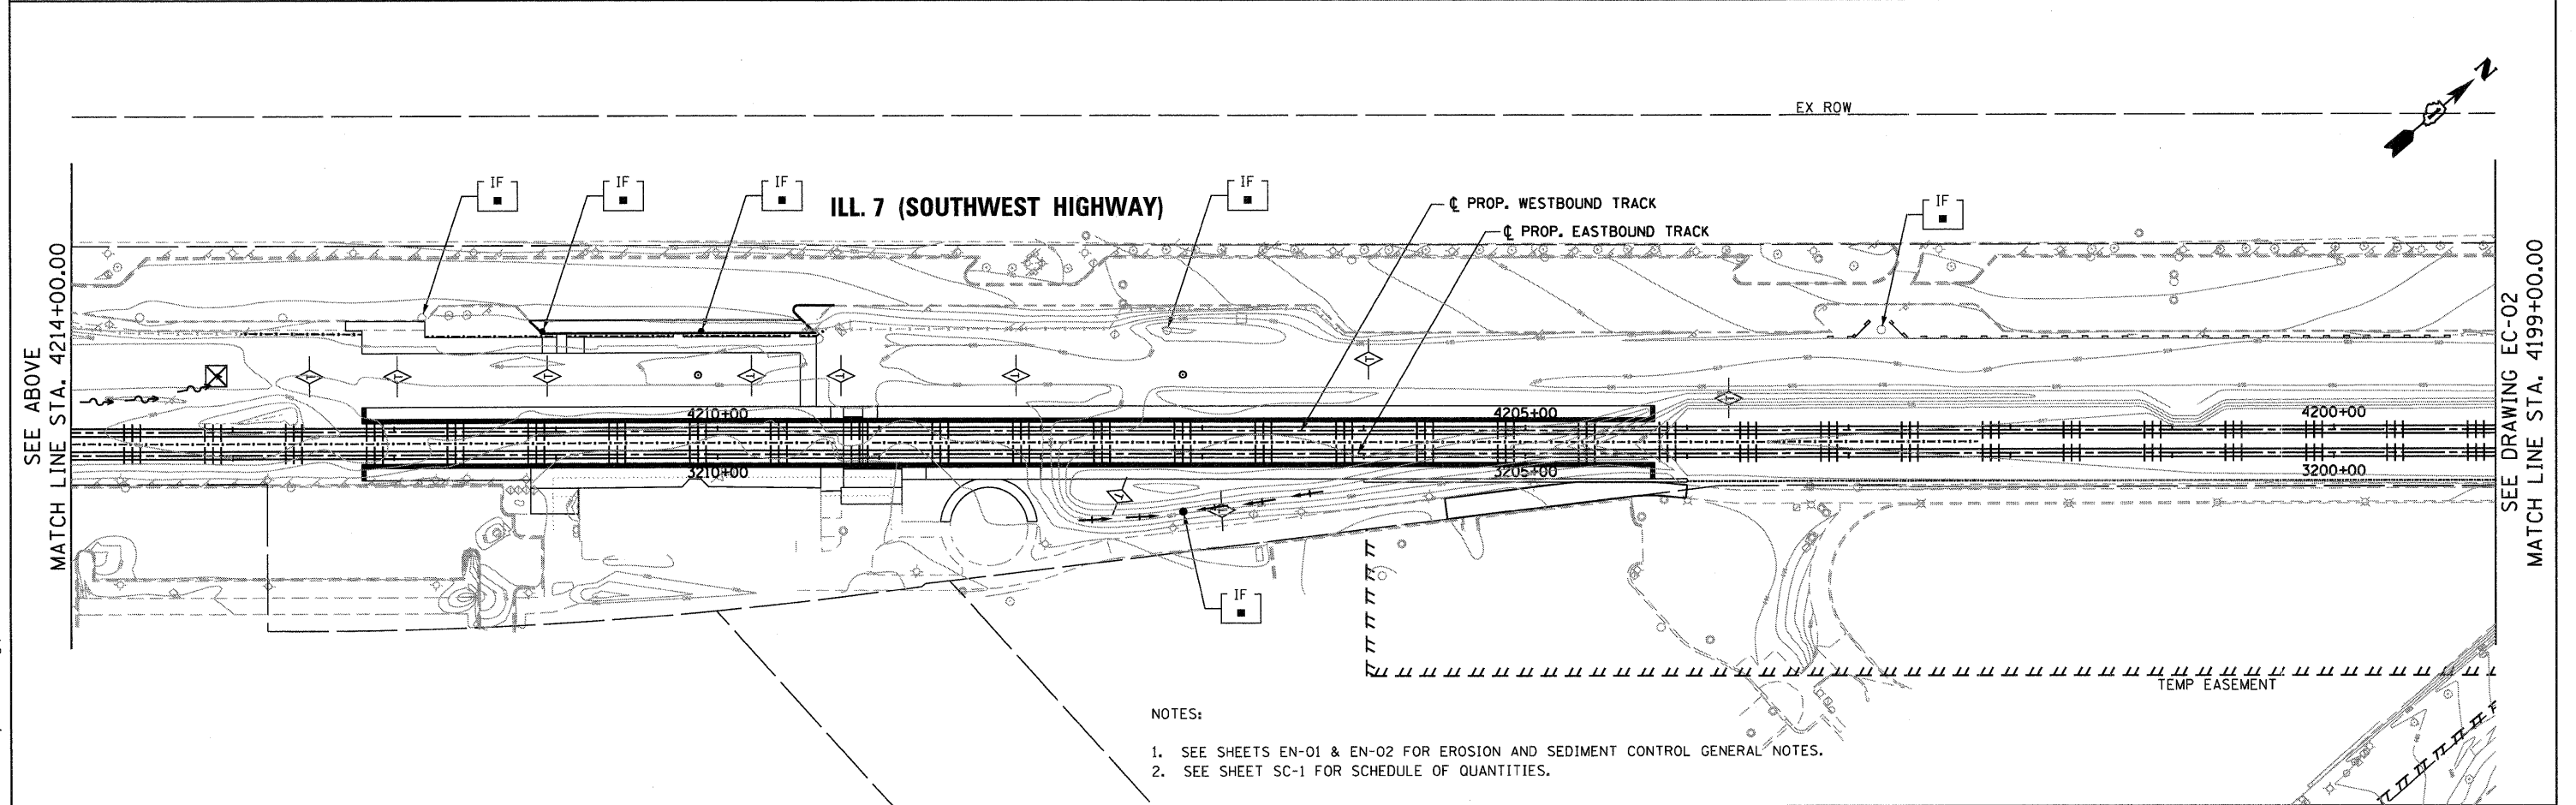 N
EX ROW
IF
IF
IF
IF
IF
ILL. 7 (SOUTHWEST HIGHWAY)
℄ PROP. WESTBOUND TRACK
℄ PROP. EASTBOUND TRACK
SEE ABOVE
MATCH LINE STA. 4214+00.00
SEE DRAWING EC-02
MATCH LINE STA. 4199+00.00
T
T
T
T
T
T
T
T
4210+00
4205+00
4200+00
3210+00
3205+00
3200+00
T
T
IF
TEMP EASEMENT
NOTES:
1. SEE SHEETS EN-01 & EN-02 FOR EROSION AND SEDIMENT CONTROL GENERAL NOTES.
2. SEE SHEET SC-1 FOR SCHEDULE OF QUANTITIES.